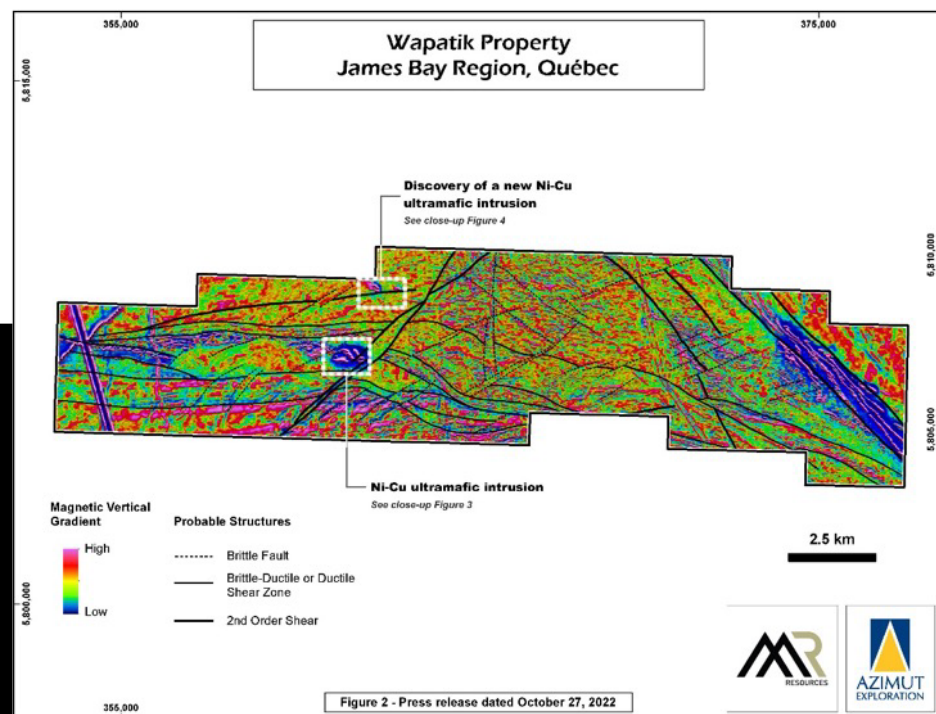 355,000
375,000
Wapatik Property
James Bay Region, Québec
5,815,000
Discovery of a new Ni-Cu
ultramafic intrusion
See close-up Figure 4
5,810,000
5,805,000
Ni-Cu ultramafic intrusion
See close-up Figure 3
Magnetic Vertical
Gradient
High
Low
Probable Structures
Brittle Fault
Brittle-Ductile or Ductile
Shear Zone
2nd Order Shear
2.5 km
5,800,000
MR
RESOURCES
AZIMUT
EXPLORATION
355,000
Figure 2 - Press release dated October 27, 2022